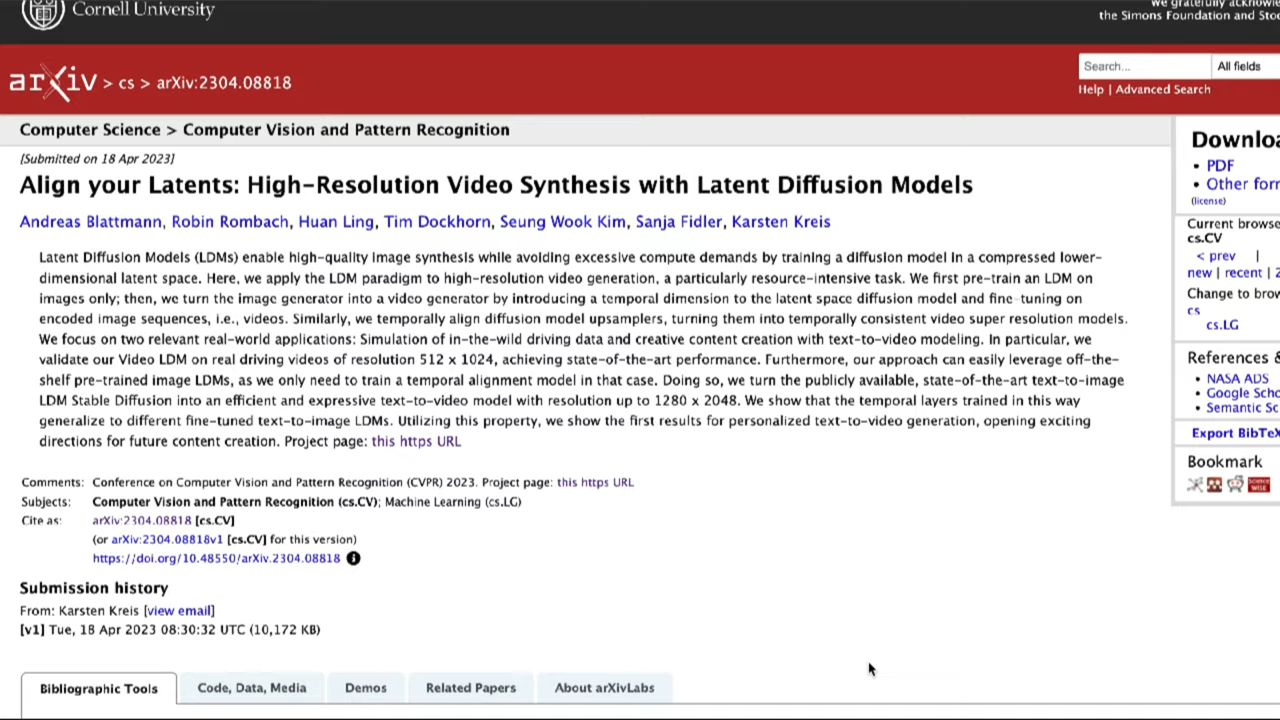 Cornell University
we gratefully
the Simons Foundation and
arXiv > cs > arXiv:2304.08818
Search...
All fields
Help | Advanced Search
Computer Science > Computer Vision and Pattern Recognition
[Submitted on 18 Apr 2023]
Align your Latents: High-Resolution Video Synthesis with Latent Diffusion Models
Andreas Blattmann, Robin Rombach, Huan Ling, Tim Dockhorn, Seung Wook Kim, Sanja Fidler, Karsten Kreis
Latent Diffusion Models (LDMs) enable high-quality image synthesis while avoiding excessive compute demands by training a diffusion model in a compressed lower-
dimensional latent space. Here, we apply the LDM paradigm to high-resolution video generation, a particularly resource-intensive task. We first pre-train an LDM on
images only; then, we turn the image generator into a video generator by introducing a temporal dimension to the latent space diffusion model and fine-tuning on
encoded image sequences, i.e., videos. Similarly, we temporally align diffusion model upsamplers, turning them into temporally consistent video super resolution models.
We focus on two relevant real-world applications: Simulation of in-the-wild driving data and creative content creation with text-to-video modeling. In particular, we
validate our Video LDM on real driving videos of resolution 512 x 1024, achieving state-of-the-art performance. Furthermore, our approach can easily leverage off-the-
shelf pre-trained image LDMs, as we only need to train a temporal alignment model in that case. Doing so, we turn the publicly available, state-of-the-art text-to-image
LDM Stable Diffusion into an efficient and expressive text-to-video model with resolution up to 1280 x 2048. We show that the temporal layers trained in this way
generalize to different fine-tuned text-to-image LDMs. Utilizing this property, we show the first results for personalized text-to-video generation, opening exciting
directions for future content creation. Project page: this https URL
Comments: Conference on Computer Vision and Pattern Recognition (CVPR) 2023. Project page: this https URL
Subjects: Computer Vision and Pattern Recognition (cs.CV); Machine Learning (cs.LG)
Cite as: arXiv:2304.08818 [cs.CV]
(or arXiv:2304.08818v1 [cs.CV] for this version)
https://doi.org/10.48550/arXiv.2304.08818
Submission history
From: Karsten Kreis [view email]
[v1] Tue, 18 Apr 2023 08:30:32 UTC (10,172 KB)
Bibliographic Tools
Code, Data, Media
Demos
Related Papers
About arXivLabs
Downloa
• PDF
• Other for
(license)
Current browse
cs.CV
< prev |
new | recent | 2
Change to brow
cs
cs.LG
References &
• NASA ADS
• Google Scho
• Semantic Sc
Export BibTeX
Bookmark